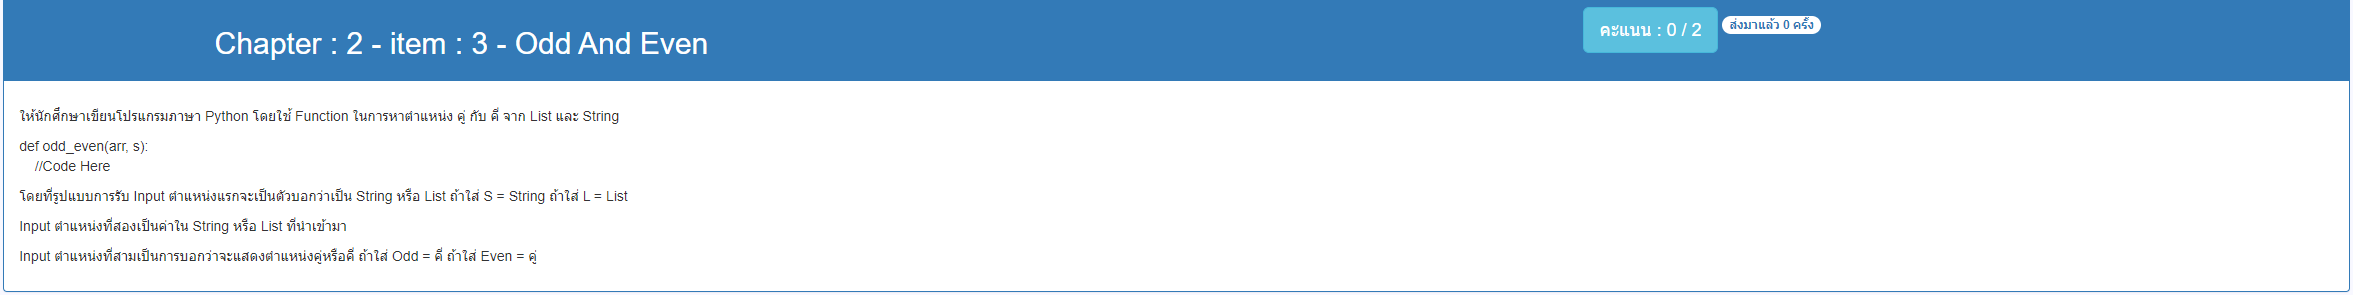 Chapter : 2 - item : 3 - Odd And Even
คะแนน : 0 / 2
ส่งมาแล้ว 0 ครั้ง
ให้นักศึกษาเขียนโปรแกรมภาษา Python โดยใช้ Function ในการหาตำแหน่ง คู่ กับ คี่ จาก List และ String
def odd_even(arr, s):
//Code Here
โดยที่รูปแบบการรับ Input ตำแหน่งแรกจะเป็นตัวบอกว่าเป็น String หรือ List ถ้าใส่ S = String ถ้าใส่ L = List
Input ตำแหน่งที่สองเป็นค่าใน String หรือ List ที่นำเข้ามา
Input ตำแหน่งที่สามเป็นการบอกว่าจะแสดงตำแหน่งคู่หรือคี่ ถ้าใส่ Odd = คี่ ถ้าใส่ Even = คู่